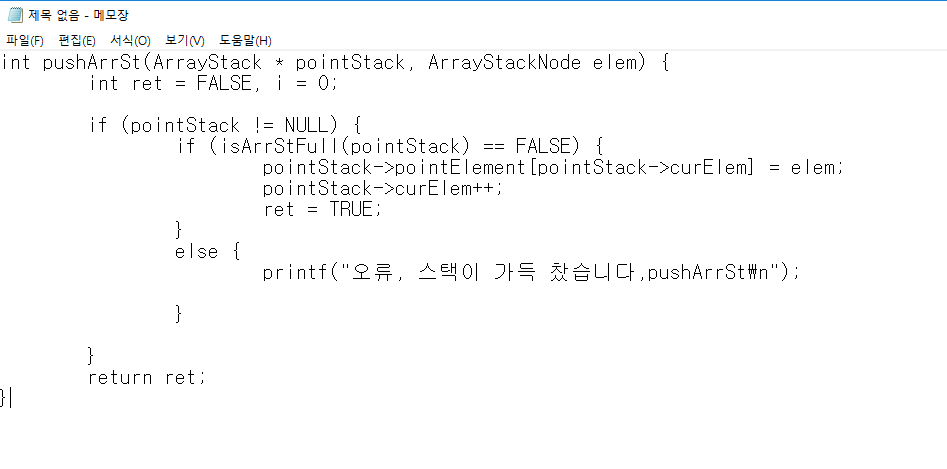 제목 없음 - 메모장
파일(F) 편집(E) 서식(O) 보기(V) 도움말(H)
int pushArrSt(ArrayStack * pointStack, ArrayStackNode elem) {
int ret = FALSE, i = 0;
if (pointStack != NULL) {
if (isArrStFull(pointStack) == FALSE) {
pointStack->pointElement[pointStack->curElem] = elem;
pointStack->curElem++;
ret = TRUE;
}
else {
printf("오류, 스택이 가득 찼습니다,pushArrSt₩n");
}
}
return ret;
}